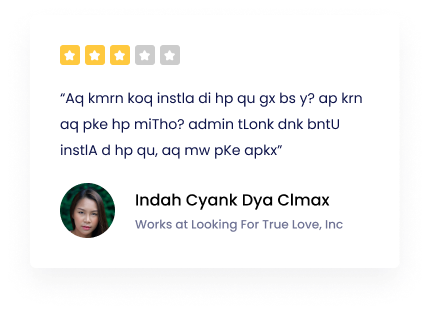 “Aq kmrn koq instla di hp qu gx bs y? ap krn
aq pke hp miTho? admin tLonk dnk bntU
instlA d hp qu, aq mw pKe apkx”
Indah Cyank Dya Clmax
Works at Looking For True Love, Inc